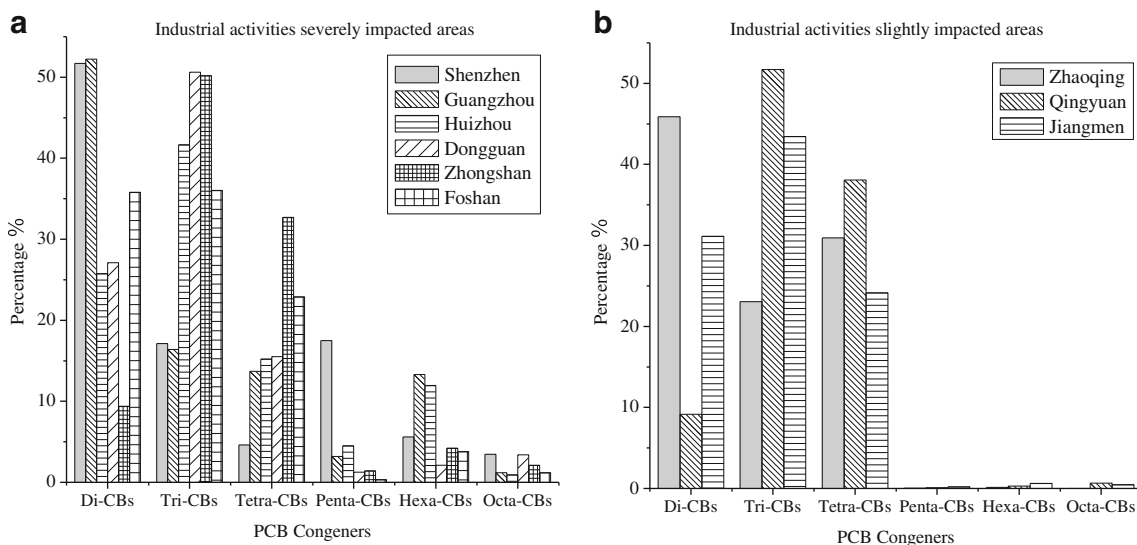 a
Industrial activities severely impacted areas
50
40
30
20
10
0
Percentage %
Shenzhen
Guangzhou
Huizhou
Dongguan
Zhongshan
Foshan
Di-CBs Tri-CBs Tetra-CBs Penta-CBs Hexa-CBs Octa-CBs
PCB Congeners
b
Industrial activities slightly impacted areas
50
40
30
20
10
0
Percentage %
Zhaoqing
Qingyuan
Jiangmen
Di-CBs Tri-CBs Tetra-CBs Penta-CBs Hexa-CBs Octa-CBs
PCB Congeners